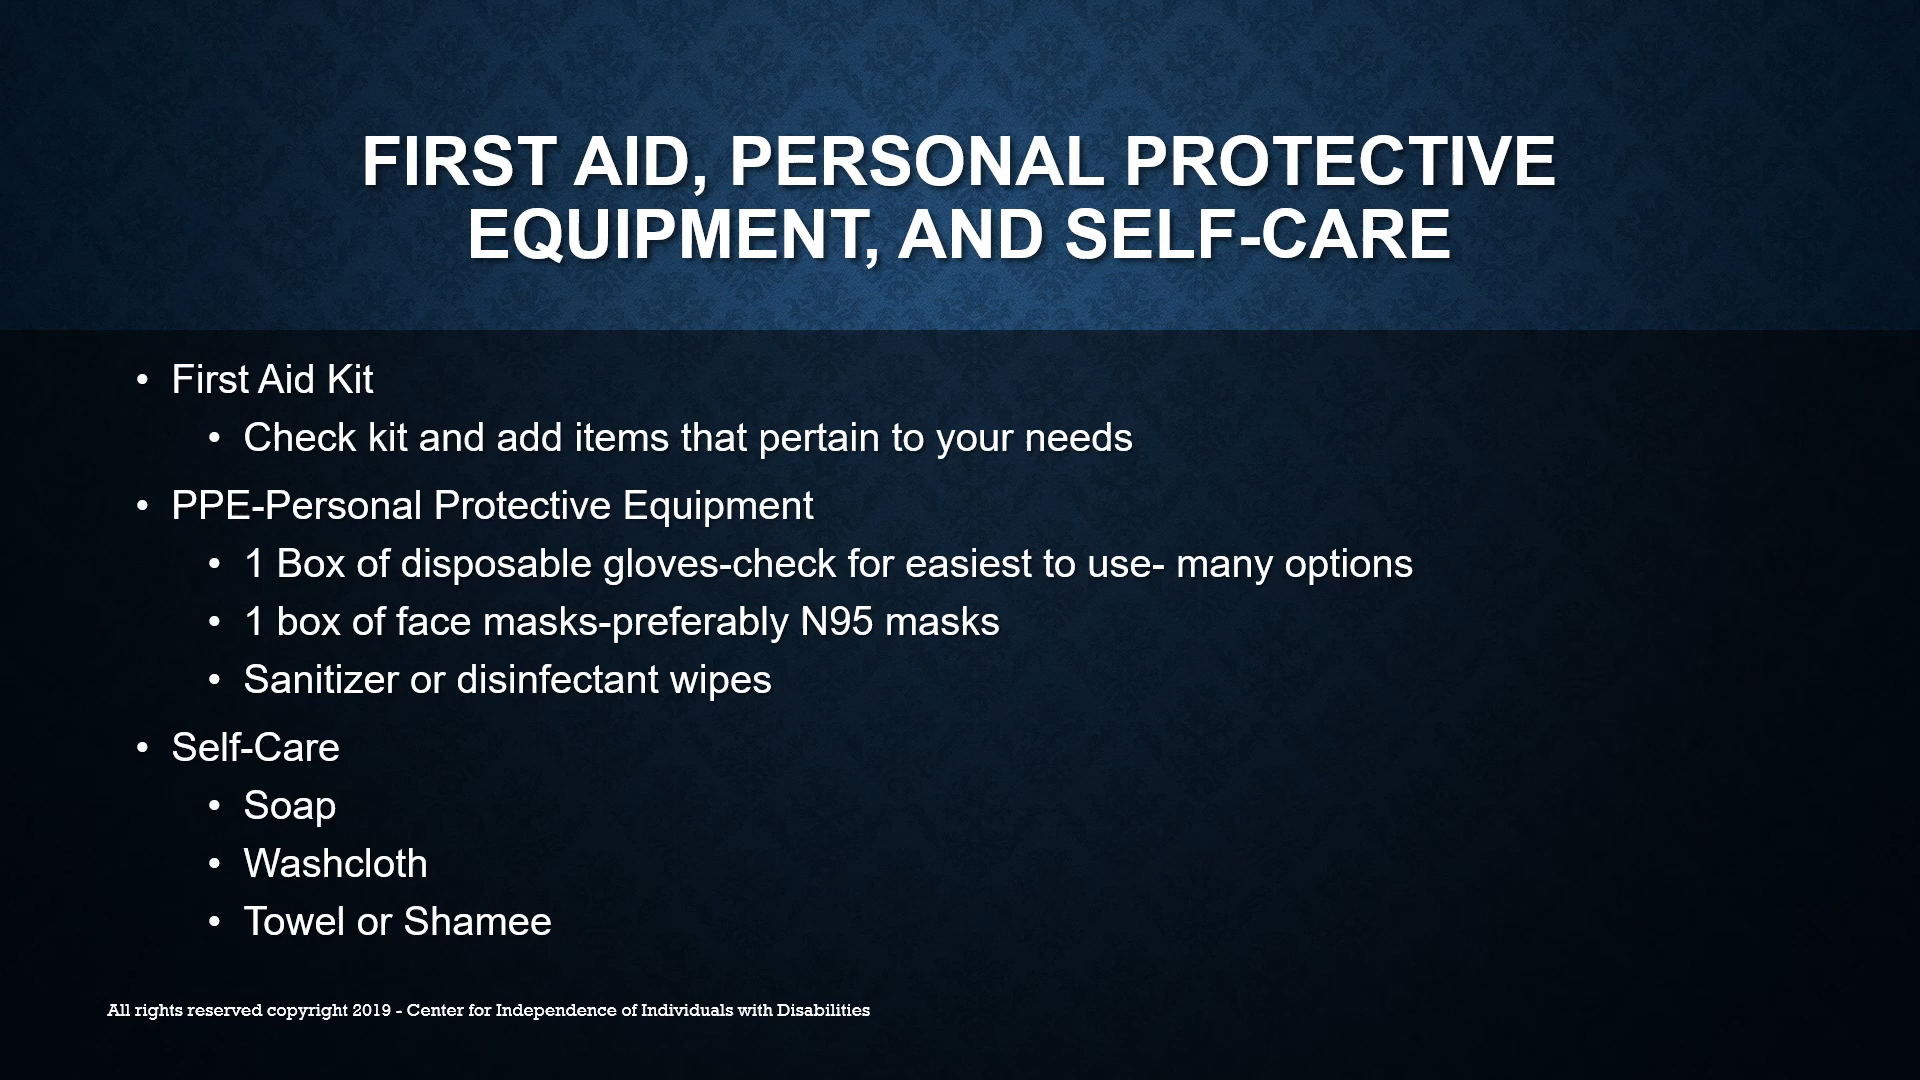 FIRST AID, PERSONAL PROTECTIVE
EQUIPMENT, AND SELF-CARE
• First Aid Kit
• Check kit and add items that pertain to your needs
• PPE-Personal Protective Equipment
• 1 Box of disposable gloves-check for easiest to use- many options
• 1 box of face masks-preferably N95 masks
• Sanitizer or disinfectant wipes
• Self-Care
• Soap
• Washcloth
• Towel or Shamee
All rights reserved copyright 2019 - Center for Independence of Individuals with Disabilities